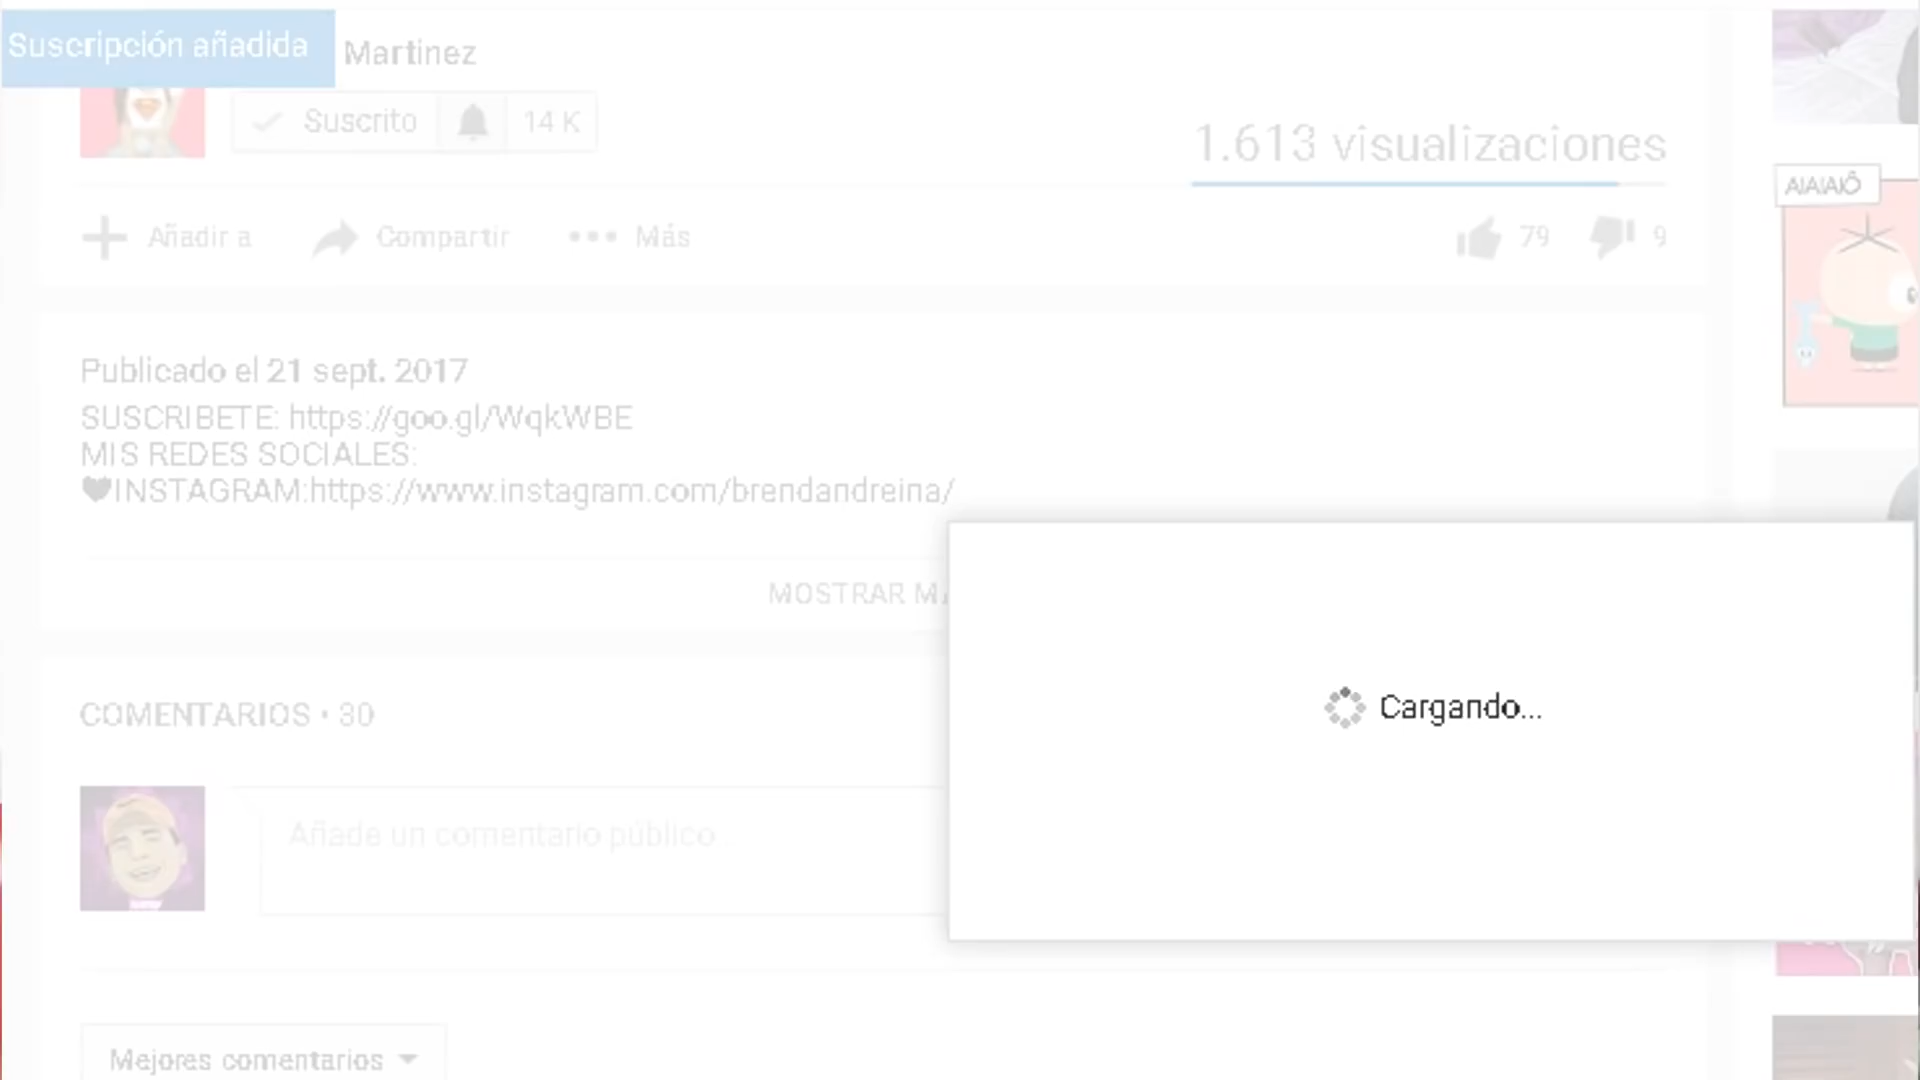 Suscripción añadida
Martinez
Suscrito
14 K
1.613 visualizaciones
AIAIAIÔ
Añadir a
Compartir
Más
79
9
Publicado el 21 sept. 2017
SUSCRIBETE: https://goo.gl/WqkWBE
MIS REDES SOCIALES:
♥INSTAGRAM:https://www.instagram.com/brendandreina/
MOSTRAR M
Cargando...
COMENTARIOS • 30
Añade un comentario público...
Mejores comentarios